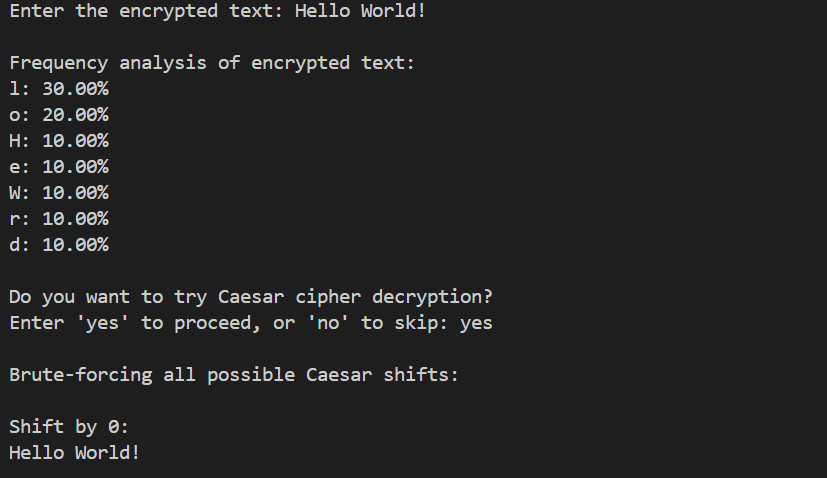 Enter the encrypted text: Hello World!
Frequency analysis of encrypted text:
l: 30.00%
o: 20.00%
H: 10.00%
e: 10.00%
W: 10.00%
r: 10.00%
d: 10.00%
Do you want to try Caesar cipher decryption?
Enter 'yes' to proceed, or 'no' to skip: yes
Brute-forcing all possible Caesar shifts:
Shift by 0:
Hello World!